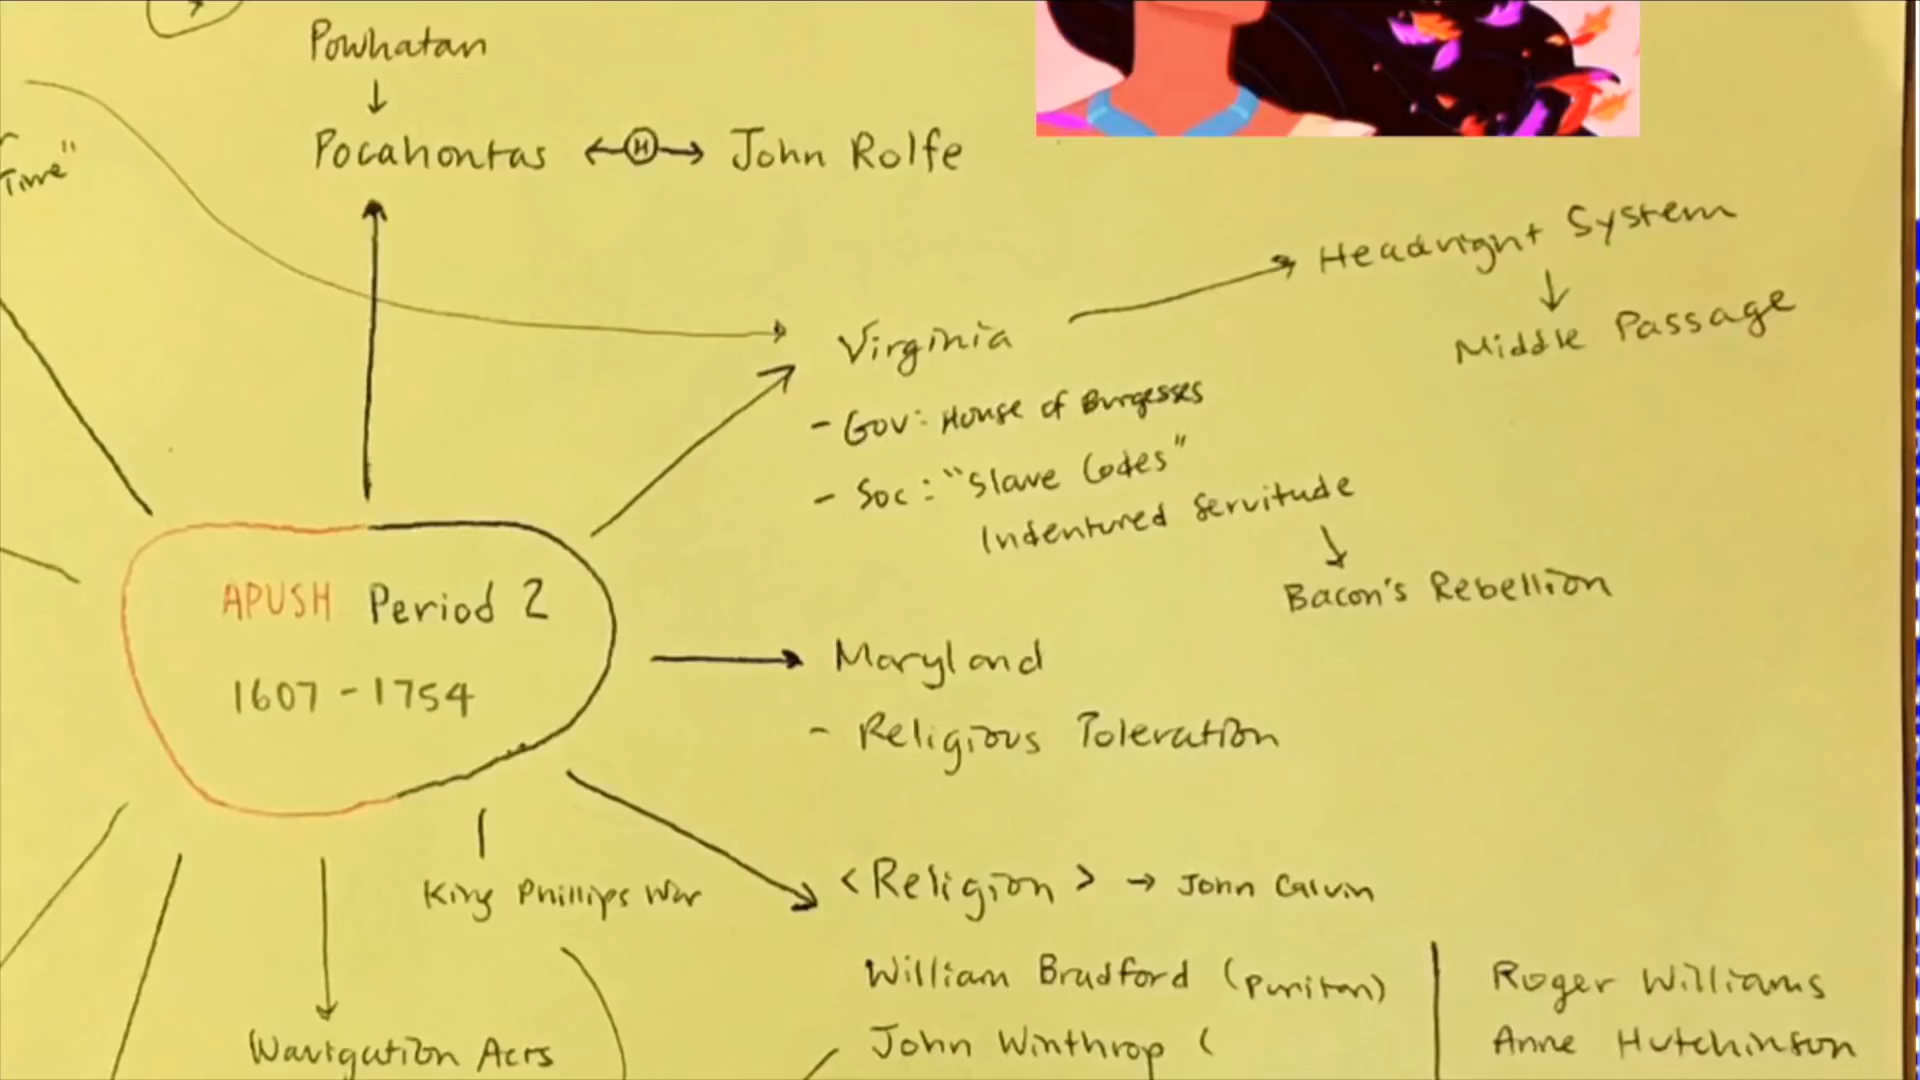 Powhatan
Pocahontas H John Rolfe
Time"
Headright System
Middle Passage
Virginia
- Gov: House of Burgesses
- Soc: "Slave Codes"
Indentured Servitude
Bacon's Rebellion
APUSH Period 2
1607 - 1754
Maryland
- Religious Toleration
King Phillips War
<Religion> → John Calvin
William Bradford (Puritan)
John Winthrop (
Roger Williams
Anne Hutchinson
Navigation Acts